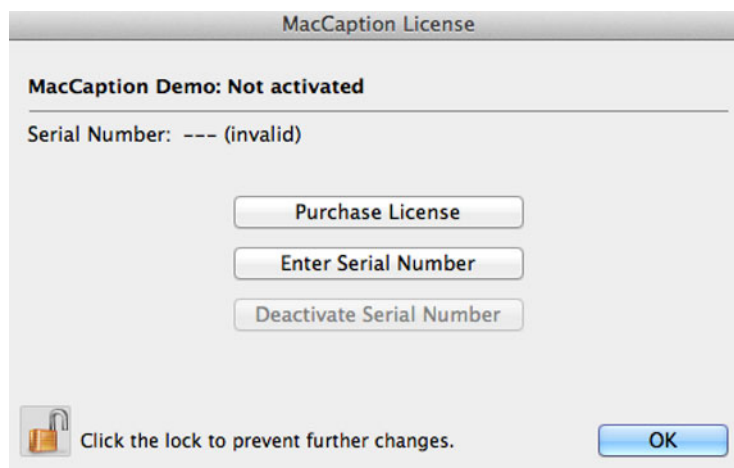 MacCaption License
MacCaption Demo: Not activated
Serial Number: --- (invalid)
Purchase License
Enter Serial Number
Deactivate Serial Number
Click the lock to prevent further changes.
OK